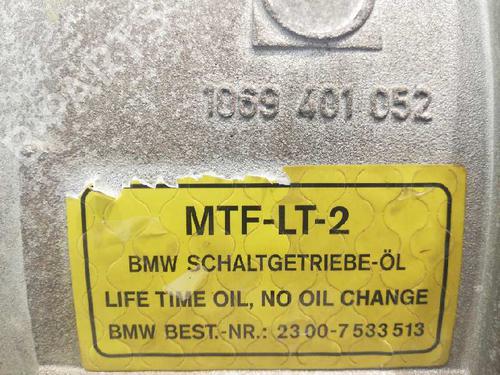 1069 401 052
MTF-LT-2
BMW SCHALTGETRIEBE-ÖL
LIFE TIME OIL, NO OIL CHANGE
BMW BEST.-NR.: 23 00-7 533 513